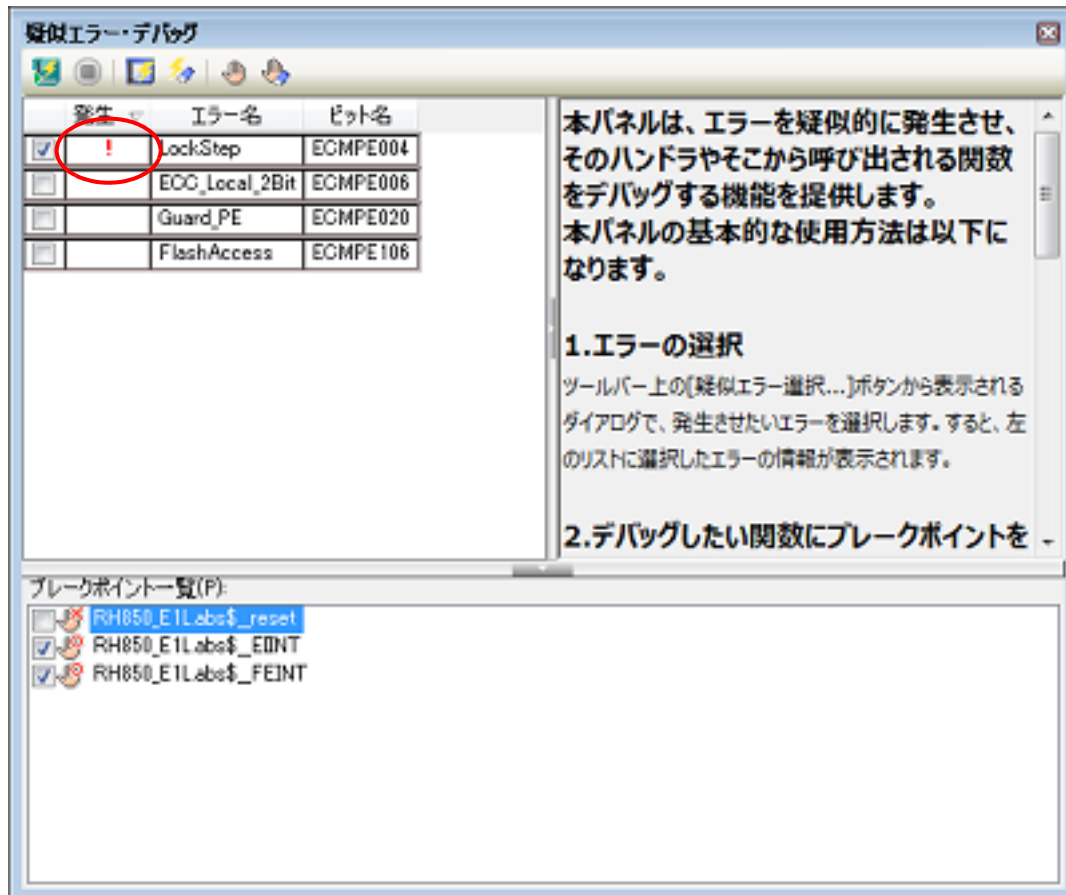 疑似エラー・デバッグ
発生 エラー名 ビット名
! LockStep ECMPE004
ECC_Local_2Bit ECMPE006
Guard_PE ECMPE020
FlashAccess ECMPE106
本パネルは、エラーを疑似的に発生させ、
そのハンドラやそこから呼び出される関数
をデバッグする機能を提供します。
本パネルの基本的な使用方法は以下に
なります。
1.エラーの選択
ツールバー上の[疑似エラー選択...]ボタンから表示される
ダイアログで、発生させたいエラーを選択します。すると、左
のリストに選択したエラーの情報が表示されます。
2.デバッグしたい関数にブレークポイントを
ブレークポイント一覧(P):
RH850_E1L.abs$_reset
RH850_E1L.abs$_EIINT
RH850_E1L.abs$_FEINT